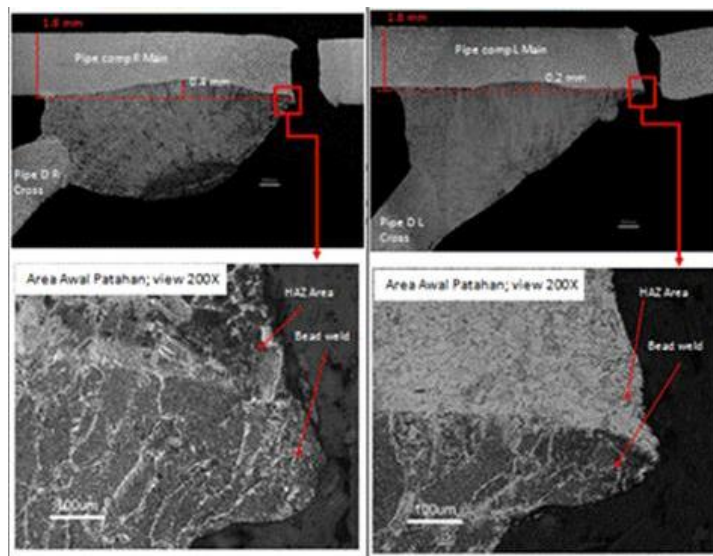 1.8 mm
Pipe comp R Main
0.4 mm
Pipe D R
Cross
Area Awal Patahan; view 200X
HAZ Area
Bead weld
100um
1.8 mm
Pipe comp L Main
0.2 mm
Pipe D L
Cross
Area Awal Patahan; view 200X
HAZ Area
Bead weld
100um